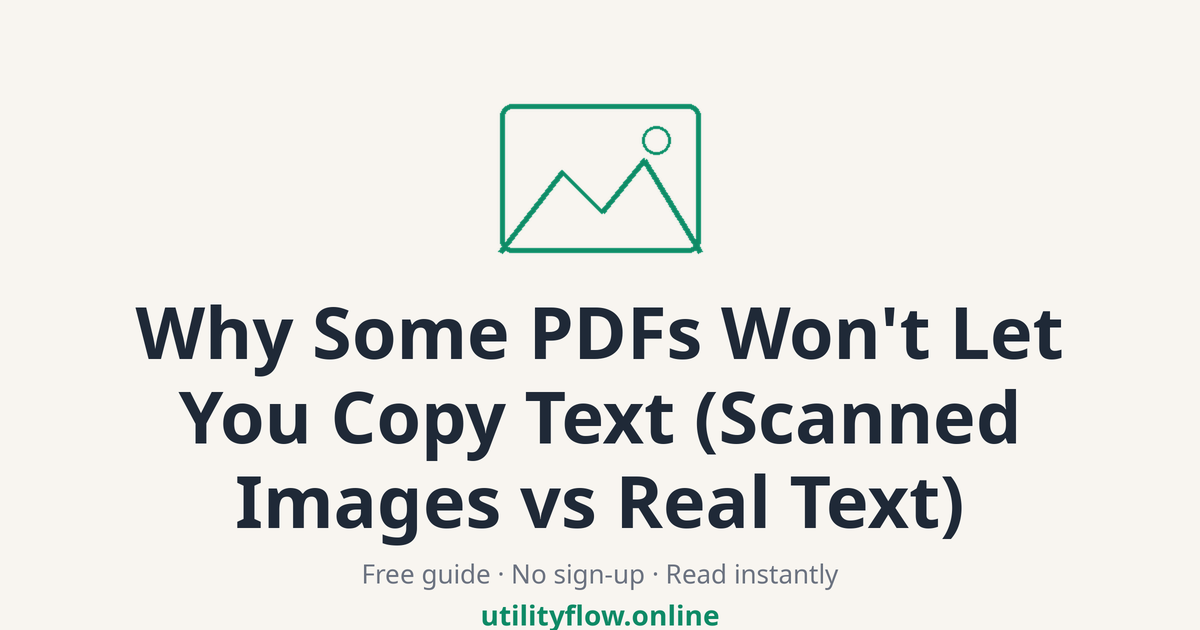 Why Some PDFs Won't Let
You Copy Text (Scanned
Images vs Real Text)
Free guide · No sign-up · Read instantly
utilityflow.online